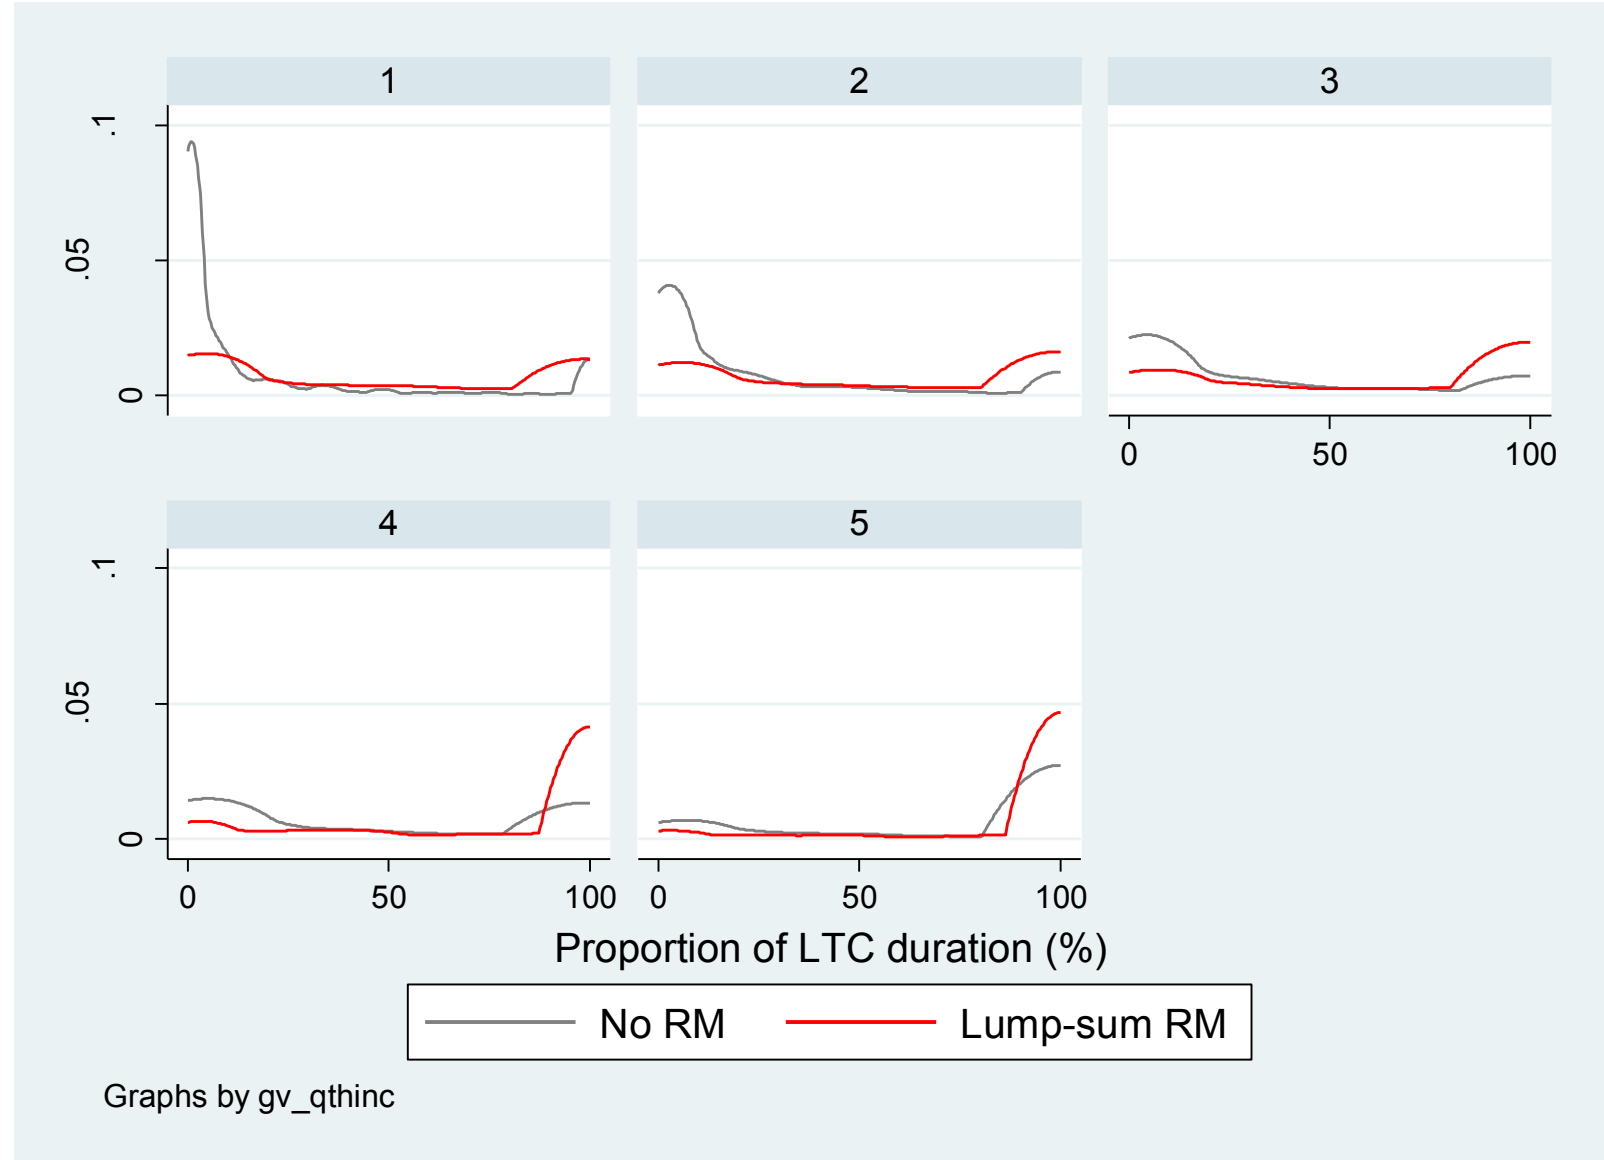 1 2 3
.1
.05
0
0 50 100
4 5
.1
.05
0
0 50 100 0 50 100
Proportion of LTC duration (%)
No RM Lump-sum RM
Graphs by gv_qthinc